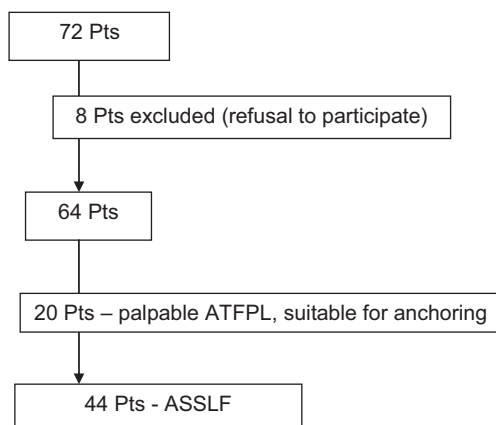 72 Pts
8 Pts excluded (refusal to participate)
64 Pts
20 Pts – palpable ATFPL, suitable for anchoring
44 Pts - ASSLF